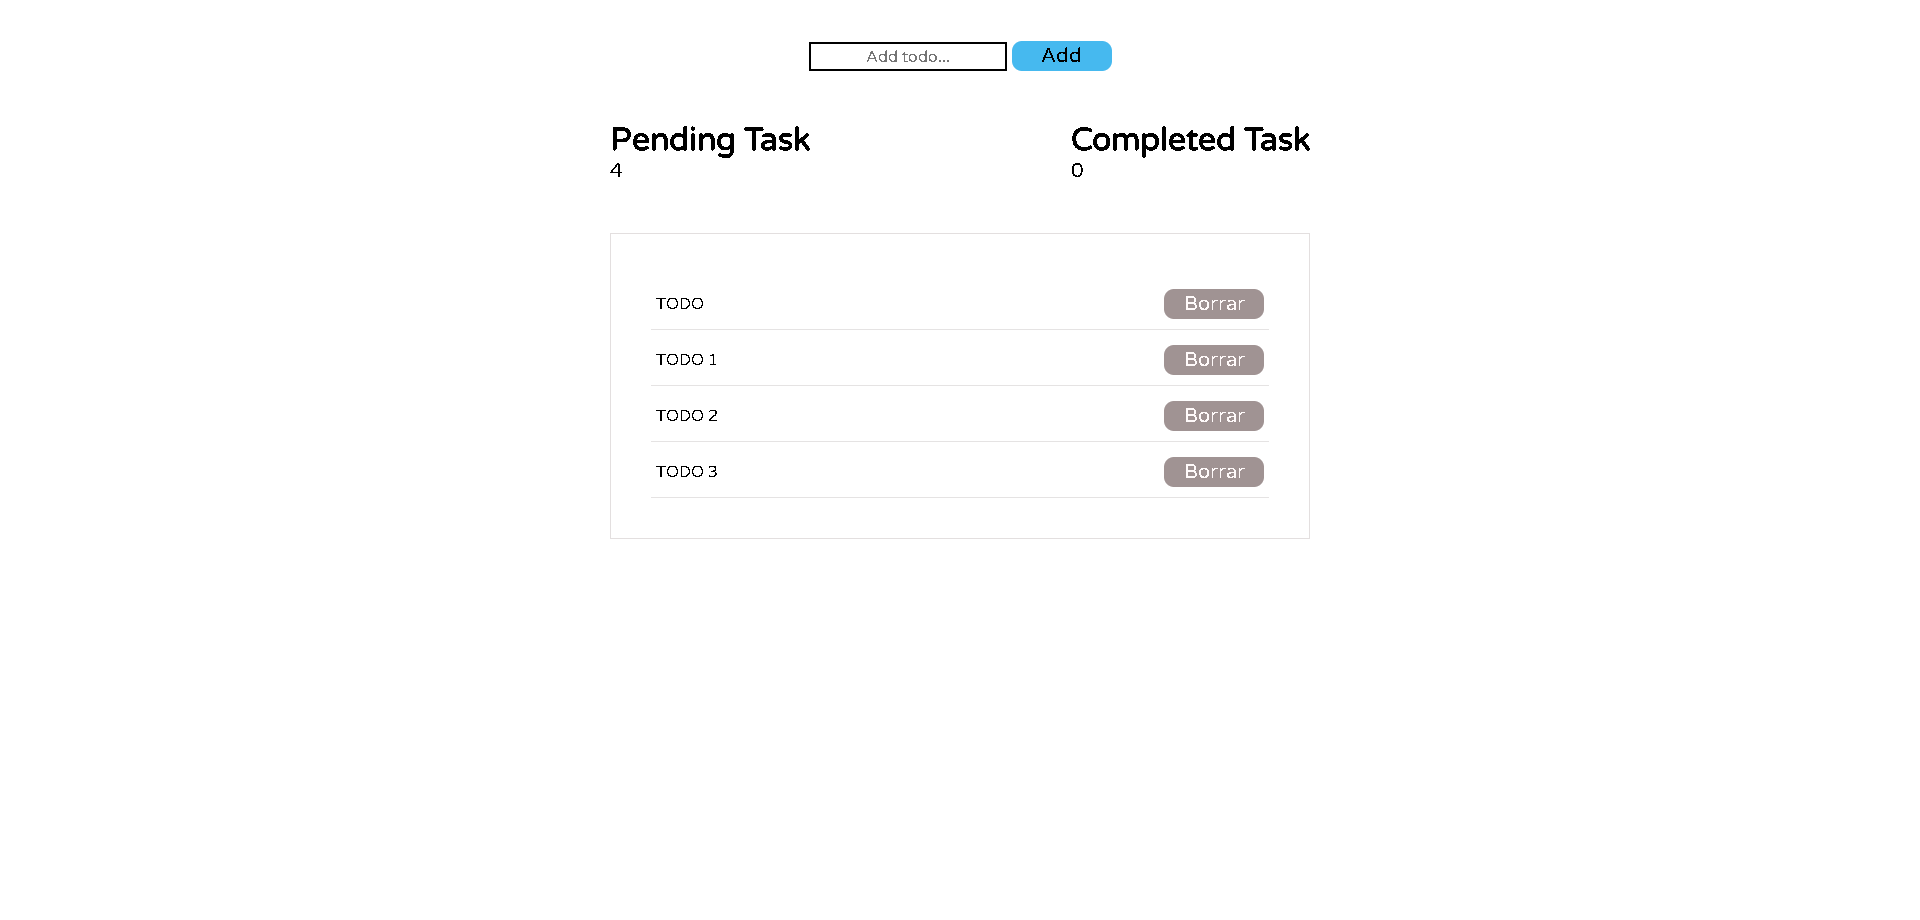 Add todo... Add
Pending Task Completed Task
4 0
TODO Borrar
TODO 1 Borrar
TODO 2 Borrar
TODO 3 Borrar